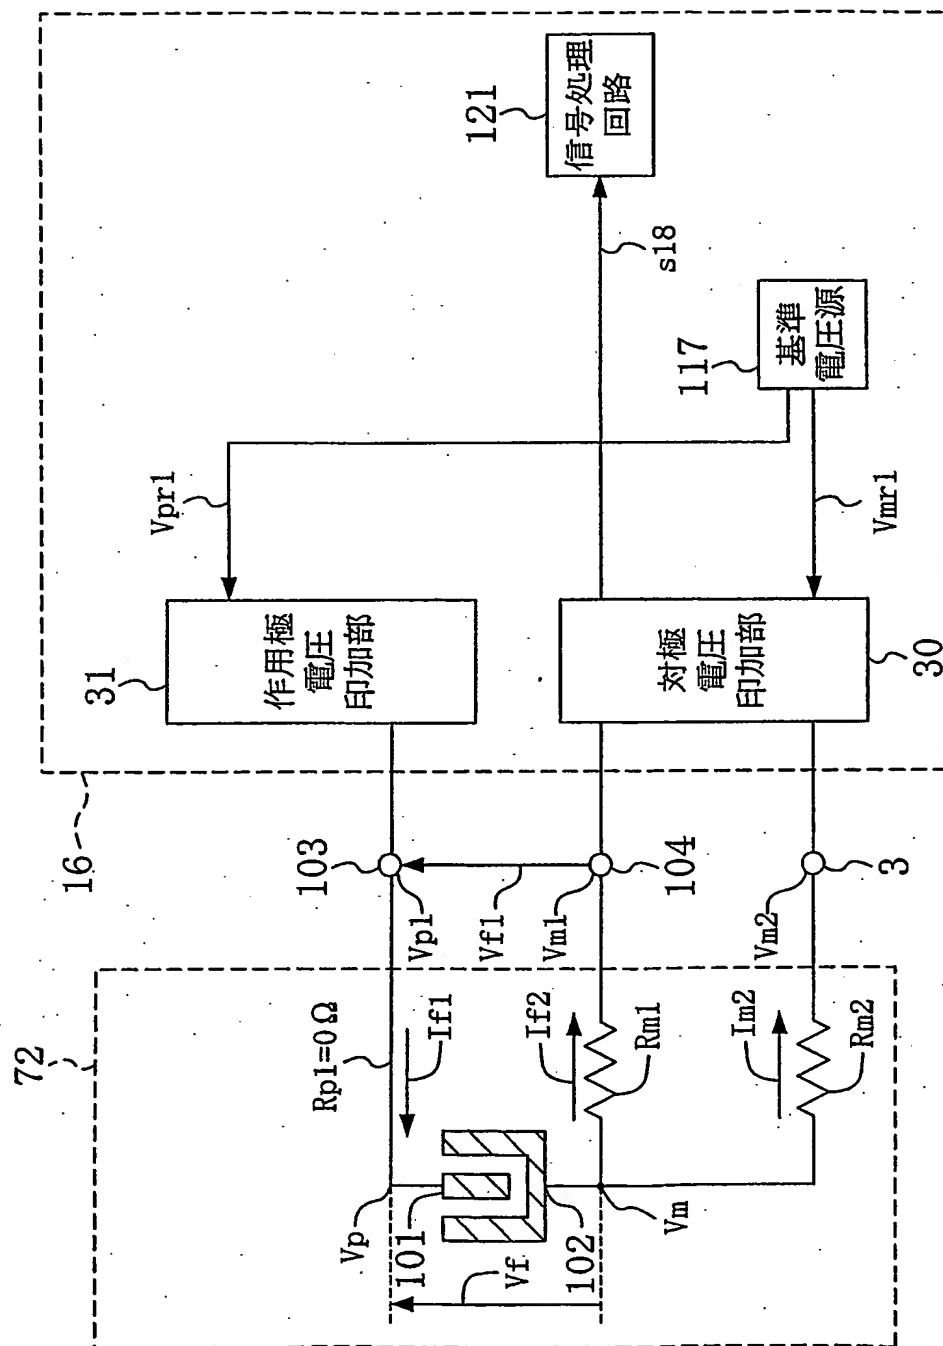 72
16
Rp1=0Ω
If1
Vp
101
Vf
102
Vm
If2
Rm1
Im2
Rm2
103
Vp1
Vf1
Vm1
104
Vm2
3
31
作用極
電圧
印加部
対極
電圧
印加部
30
Vpr1
Vmr1
117
基準
電圧源
s18
121
信号処理
回路